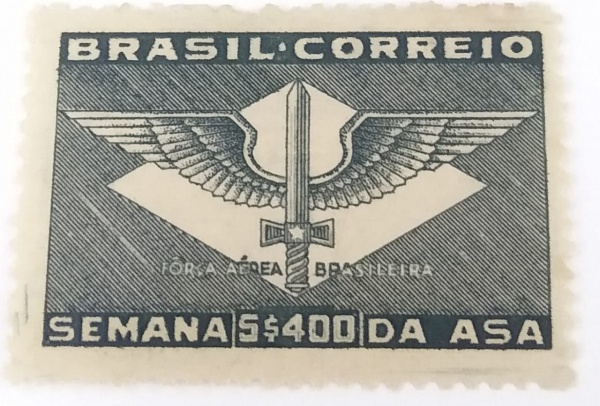 BRASIL·CORREIO
FÔRÇA AÉREA BRASILEIRA
SEMANA 5$400 DA ASA